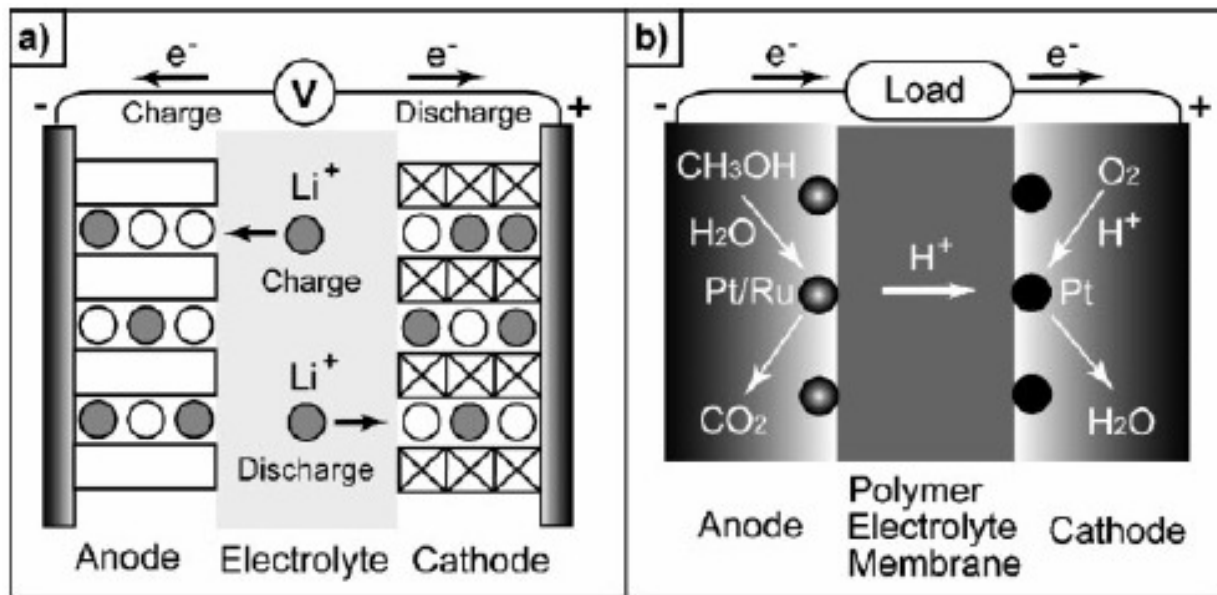 a)
e⁻
e⁻
- V +
Charge Discharge
Li⁺
Charge
Li⁺
Discharge
Anode Electrolyte Cathode
b)
e⁻
e⁻
- Load +
CH₃OH O₂
H₂O H⁺ H⁺
Pt/Ru Pt
CO₂ H₂O
Anode
Polymer
Electrolyte
Membrane
Cathode